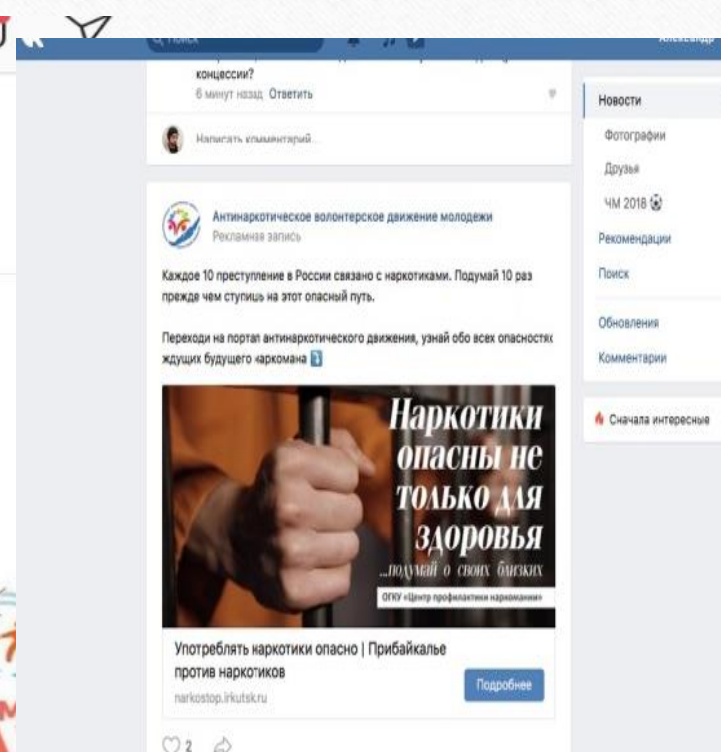 Поиск
Александр
концессии?
6 минут назад Ответить
Написать комментарий...
Антинаркотическое волонтерское движение молодежи
Рекламная запись
Каждое 10 преступление в России связано с наркотиками. Подумай 10 раз
прежде чем ступишь на этот опасный путь.
Переходи на портал антинаркотического движения, узнай обо всех опасностях
ждущих будущего наркомана
Наркотики
опасны не
только для
здоровья
...подумай о своих близких
ОГКУ «Центр профилактики наркомании»
Употреблять наркотики опасно | Прибайкалье
против наркотиков
narkostop.irkutsk.ru
Подробнее
2
Новости
Фотографии
Друзья
ЧМ 2018
Рекомендации
Поиск
Обновления
Комментарии
Сначала интересные